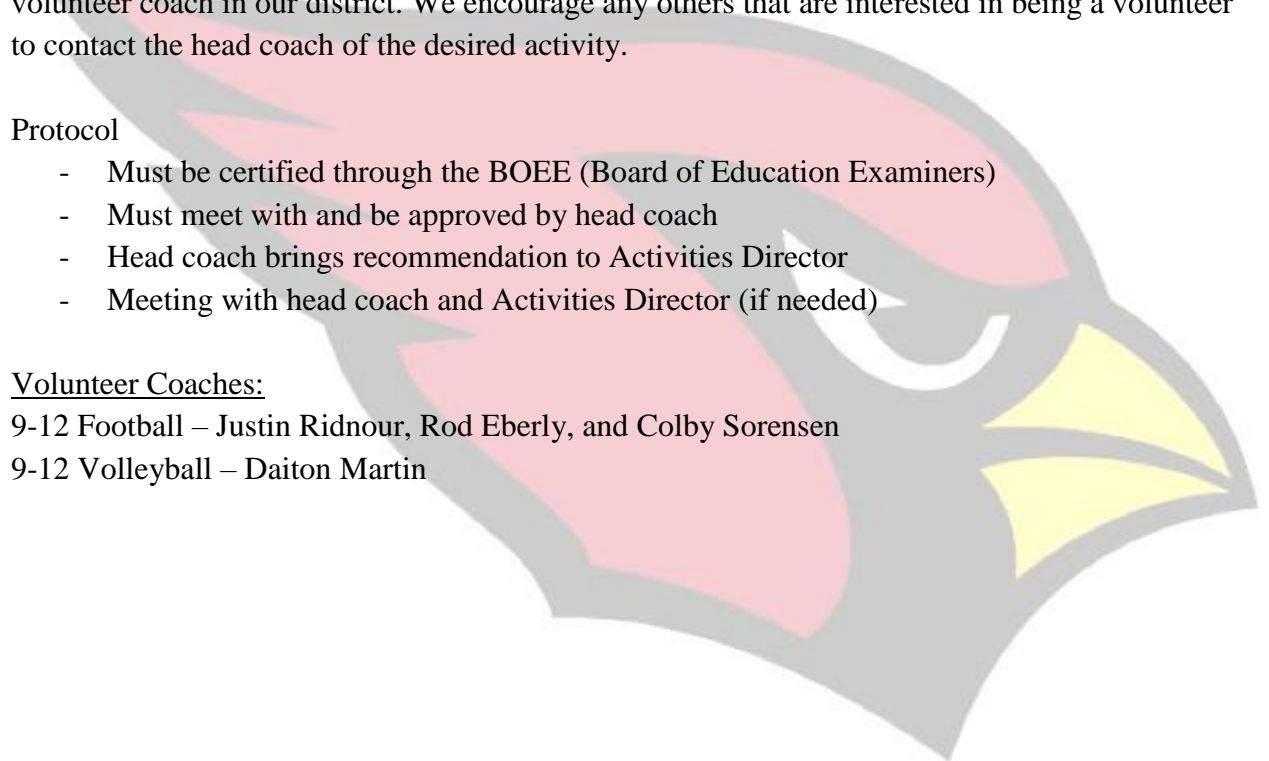 volunteer coach in our district. We encourage any others that are interested in being a volunteer
to contact the head coach of the desired activity.
Protocol
- Must be certified through the BOEE (Board of Education Examiners)
- Must meet with and be approved by head coach
- Head coach brings recommendation to Activities Director
- Meeting with head coach and Activities Director (if needed)
Volunteer Coaches:
9-12 Football – Justin Ridnour, Rod Eberly, and Colby Sorensen
9-12 Volleyball – Daiton Martin